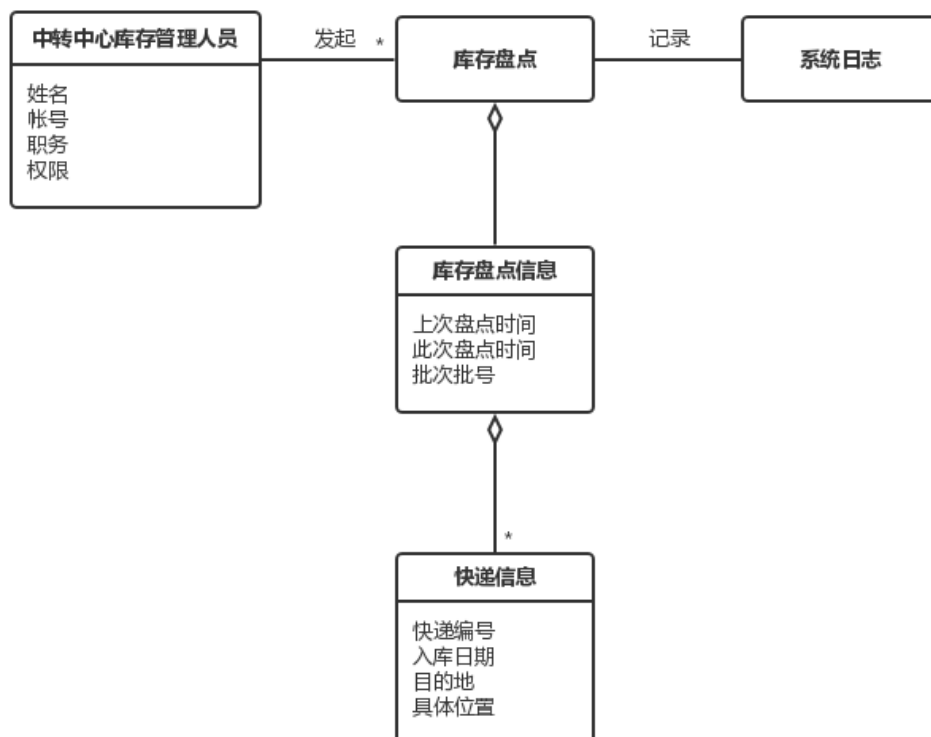 中转中心库存管理人员
发起
*
库存盘点
记录
系统日志
姓名
帐号
职务
权限
库存盘点信息
上次盘点时间
此次盘点时间
批次批号
*
快递信息
快递编号
入库日期
目的地
具体位置